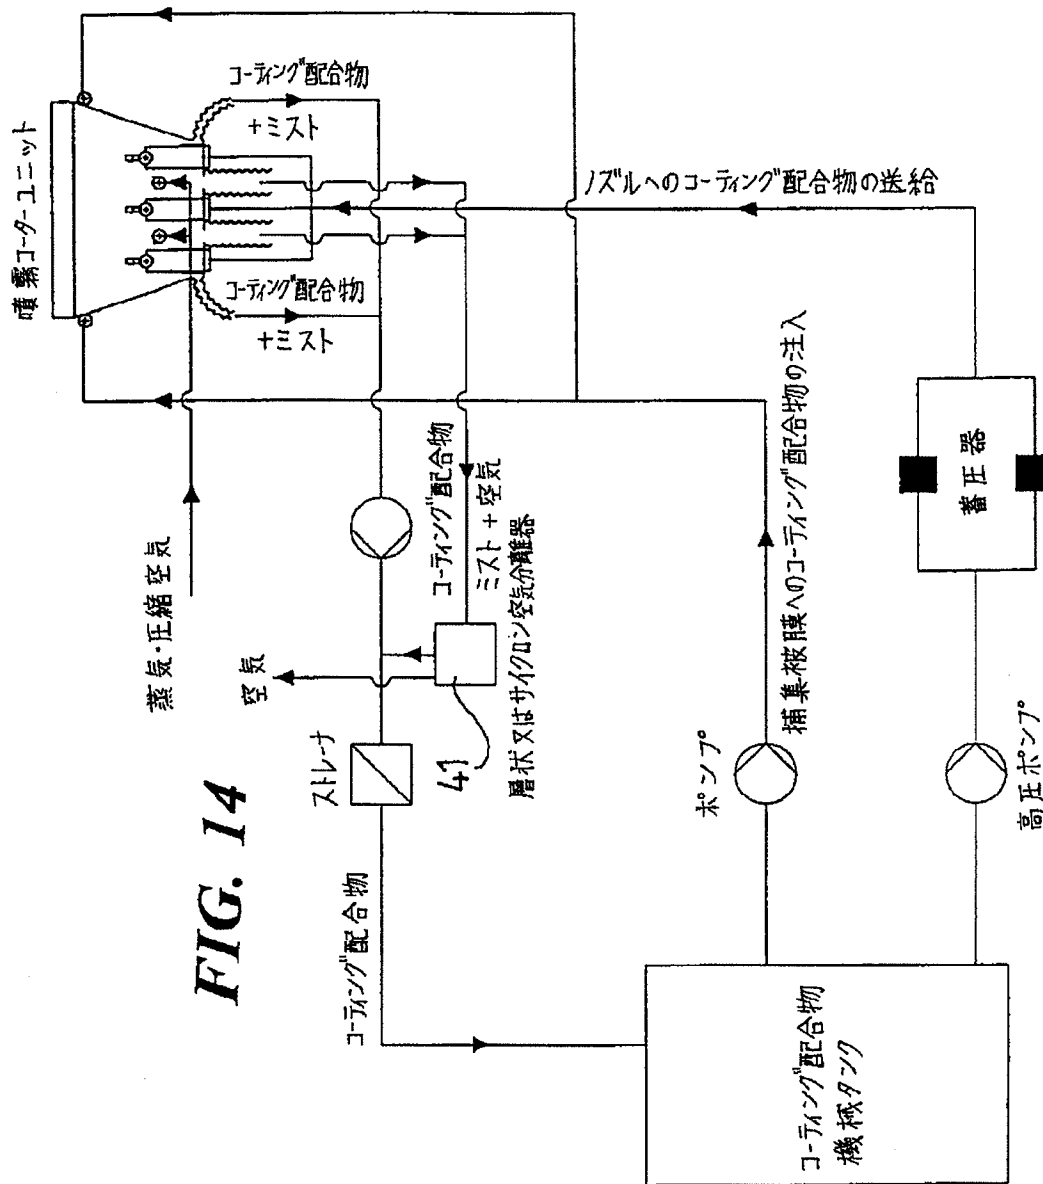 噴霧コーターユニット
コーティング配合物
+ミスト
コーティング配合物
+ミスト
ノズルへのコーティング配合物の送給
蒸気・圧縮空気
空気
コーティング配合物
ミスト+空気
層状又はサイクロン空気分離器
41
ストレーナ
捕集被膜へのコーティング配合物の注入
蓄圧器
ポンプ
高圧ポンプ
コーティング配合物
コーティング配合物
機械タンク
FIG. 14